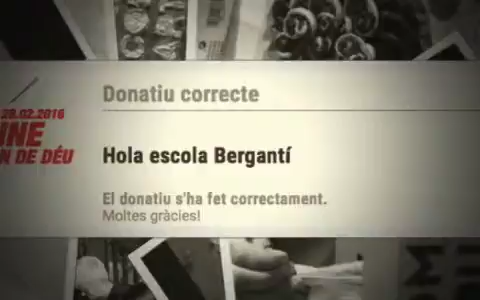 Donatiu correcte
28.02.2016
INE
N DE DÉU
Hola escola Bergantí
El donatiu s'ha fet correctament.
Moltes gràcies!